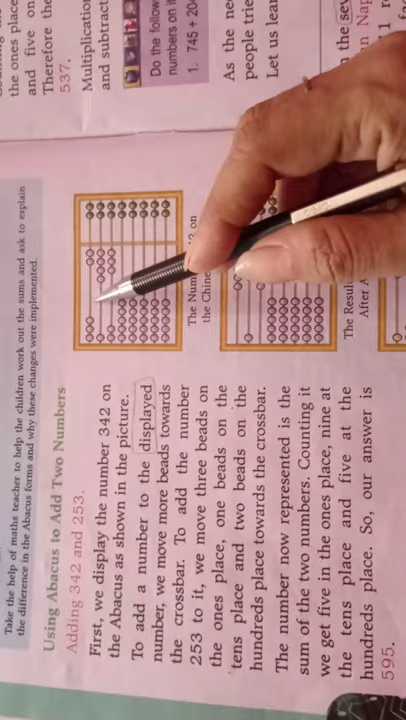 the ones place
and five on
Therefore the
537.
Multiplication
and subtract
Do the follow
numbers on it
1. 745 + 204
As the ne
people trie
Let us lear
Take the help of maths teacher to help the children work out the sums and ask to explain
the difference in the Abacus forms and why these changes were implemented.
Using Abacus to Add Two Numbers
Adding 342 and 253.
First, we display the number 342 on
the Abacus as shown in the picture.
To add a number to the displayed
number, we move more beads towards
the crossbar. To add the number
253 to it, we move three beads on
the ones place, one beads on the
tens place and two beads on the
hundreds place towards the crossbar.
The number now represented is the
sum of the two numbers. Counting it
we get five in the ones place, nine at
the tens place and five at the
hundreds place. So, our answer is
595.
The Num on
the Chine
The Resul
After A